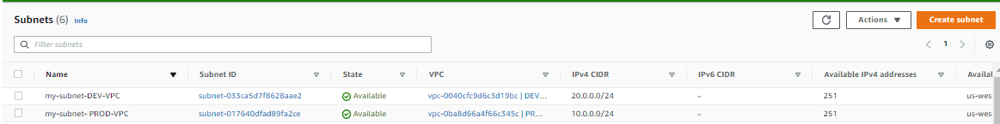 Subnets (6) Info
Actions Create subnet
Filter subnets
1
Name Subnet ID State VPC IPv4 CIDR IPv6 CIDR Available IPv4 addresses Availal
my-subnet-DEV-VPC subnet-033ca5d7f8628aae2 Available vpc-0040cfc9d6c3d19bc | DEV... 20.0.0.0/24 – 251 us-wes
my-subnet- PROD-VPC subnet-017640dfad89fa2ce Available vpc-0ba8d66a4f66c345c | PR... 10.0.0.0/24 – 251 us-wes